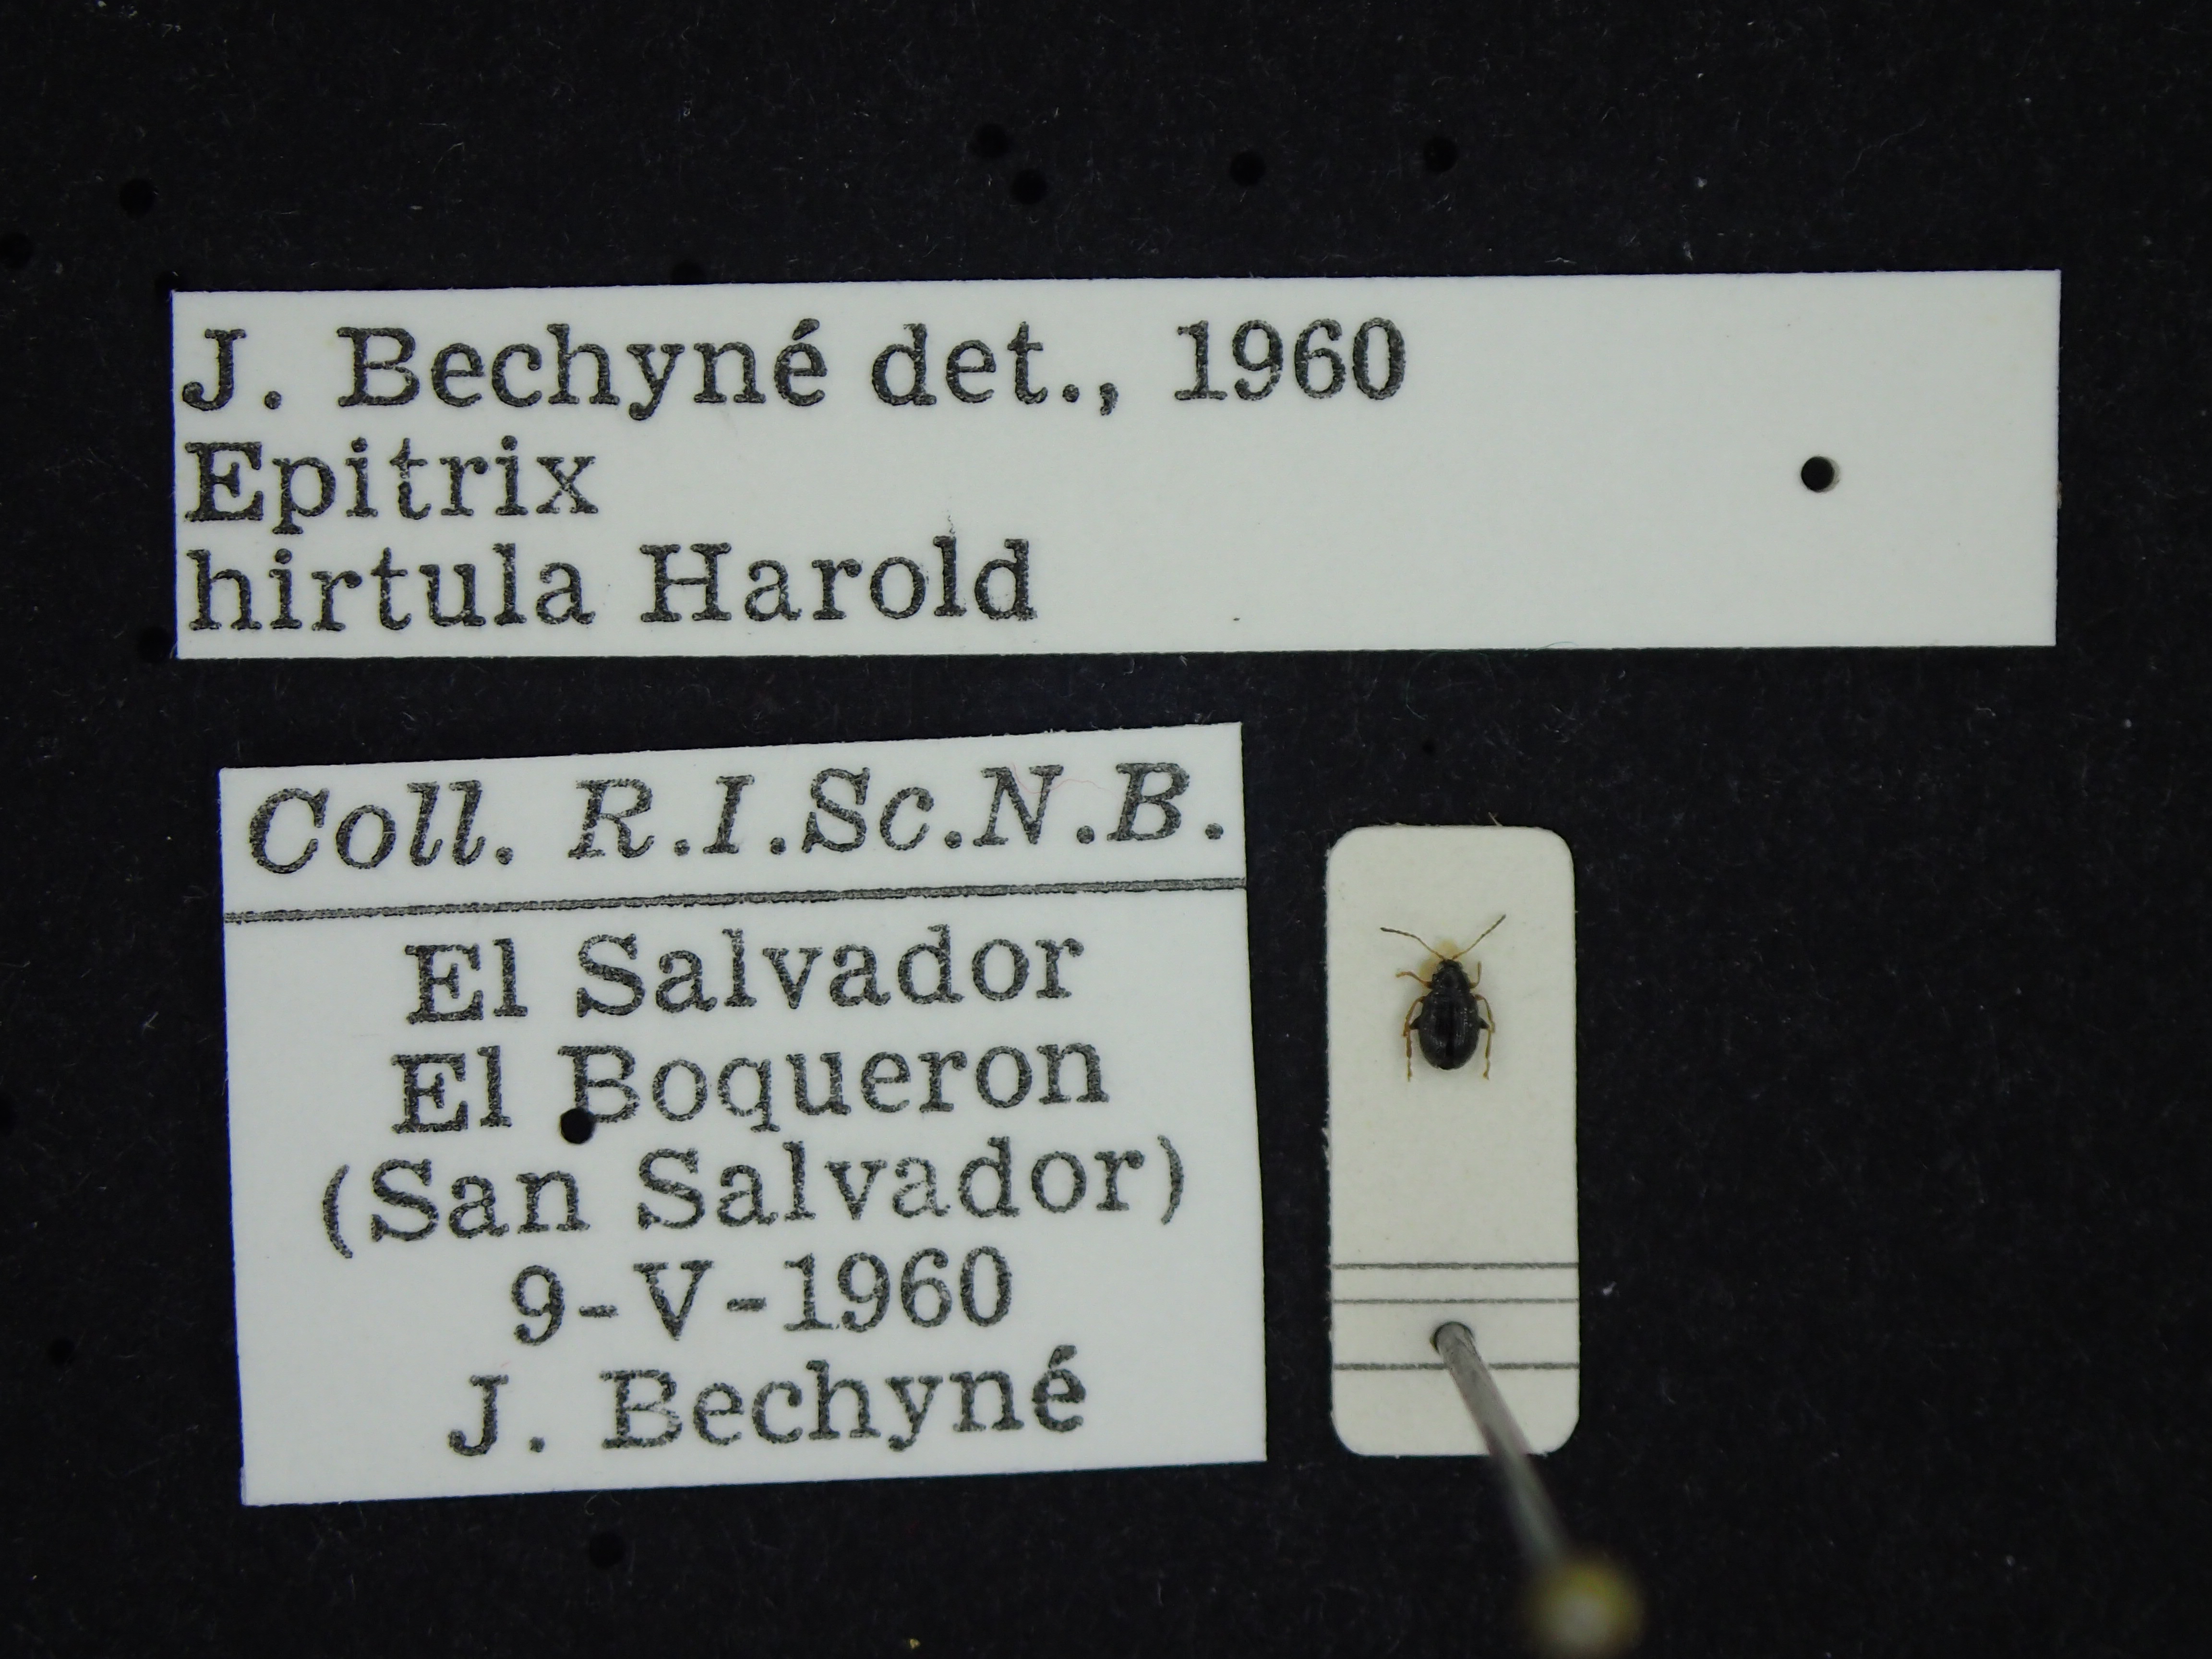 J. Bechyné det., 1960
Epitrix
hirtula Harold
Coll. R.I.Sc.N.B.
El Salvador
El Boqueron
(San Salvador)
9-V-1960
J. Bechyné